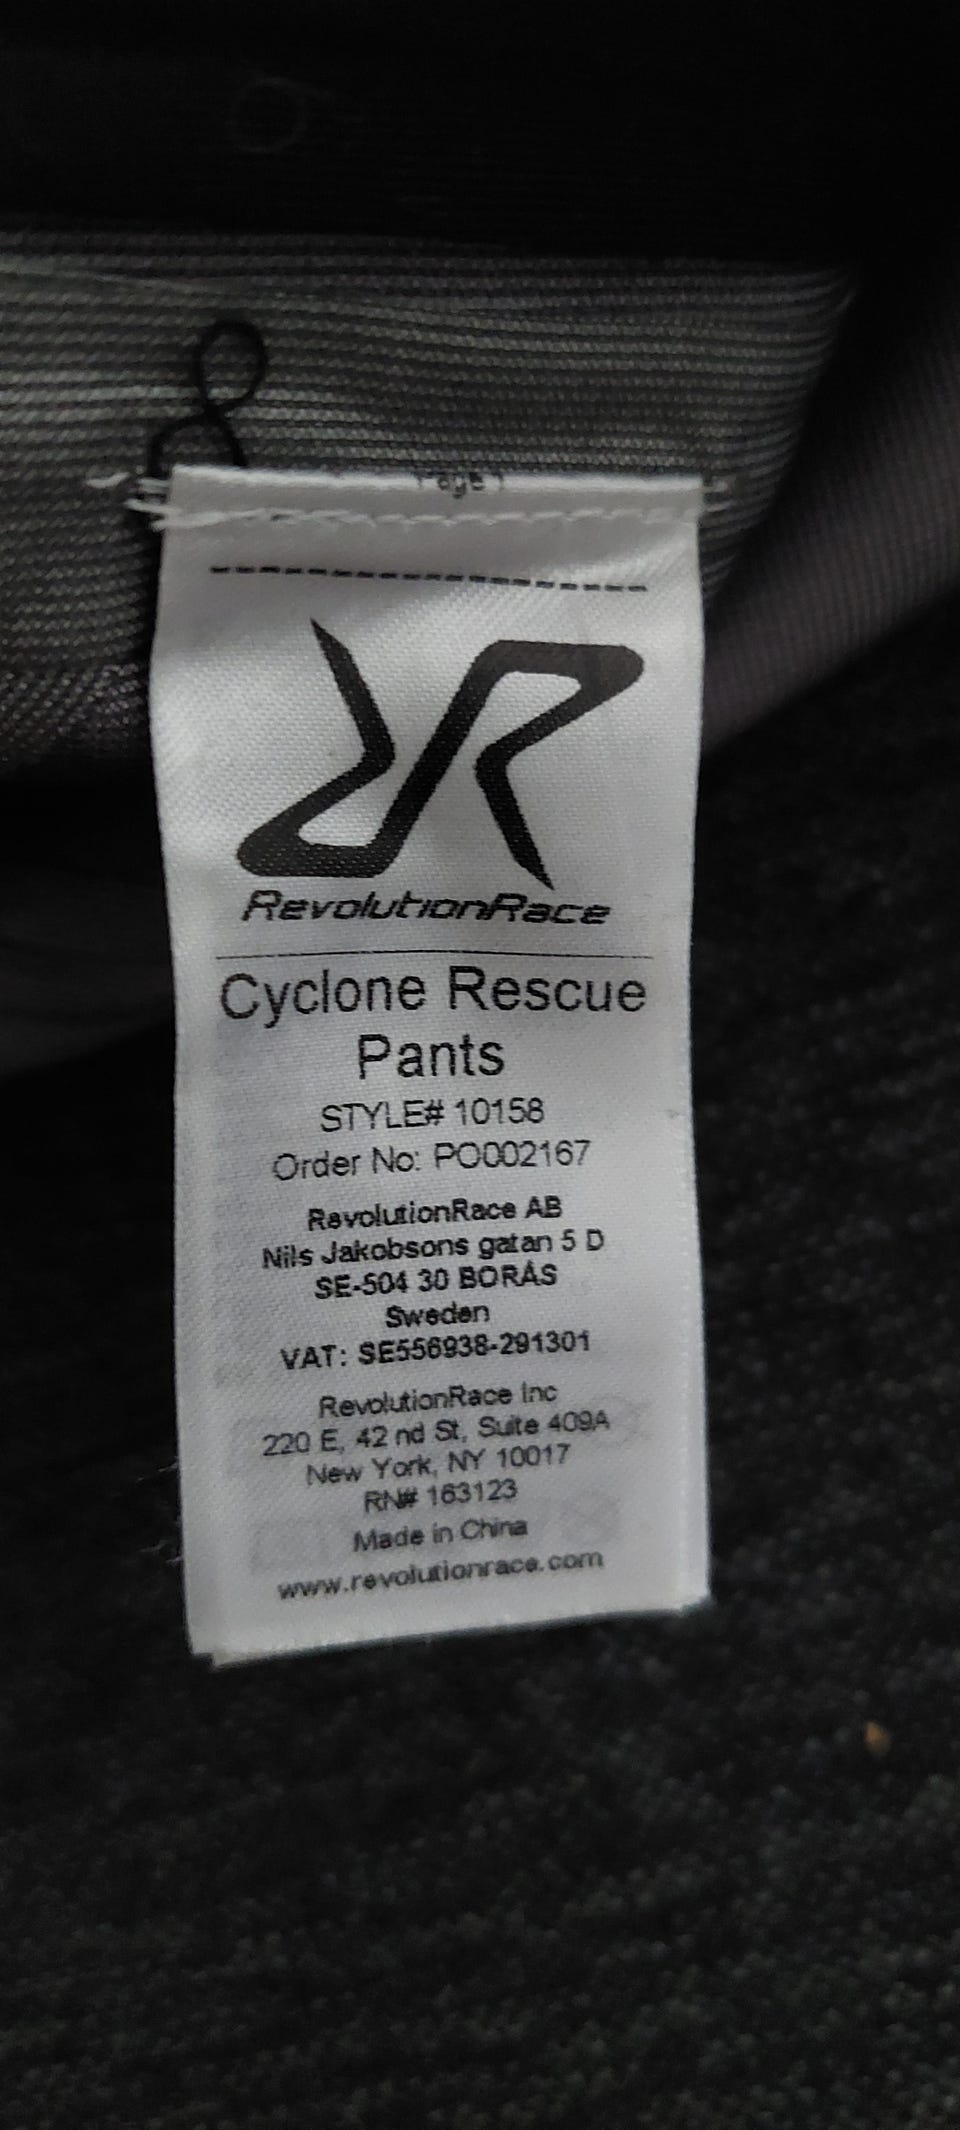 Page 1
RevolutionRace
Cyclone Rescue
Pants
STYLE# 10158
Order No: PO002167
RevolutionRace AB
Nils Jakobsons gatan 5 D
SE-504 30 BORÅS
Sweden
VAT: SE556938-291301
RevolutionRace Inc
220 E, 42 nd St, Suite 409A
New York, NY 10017
RN# 163123
Made in China
www.revolutionrace.com